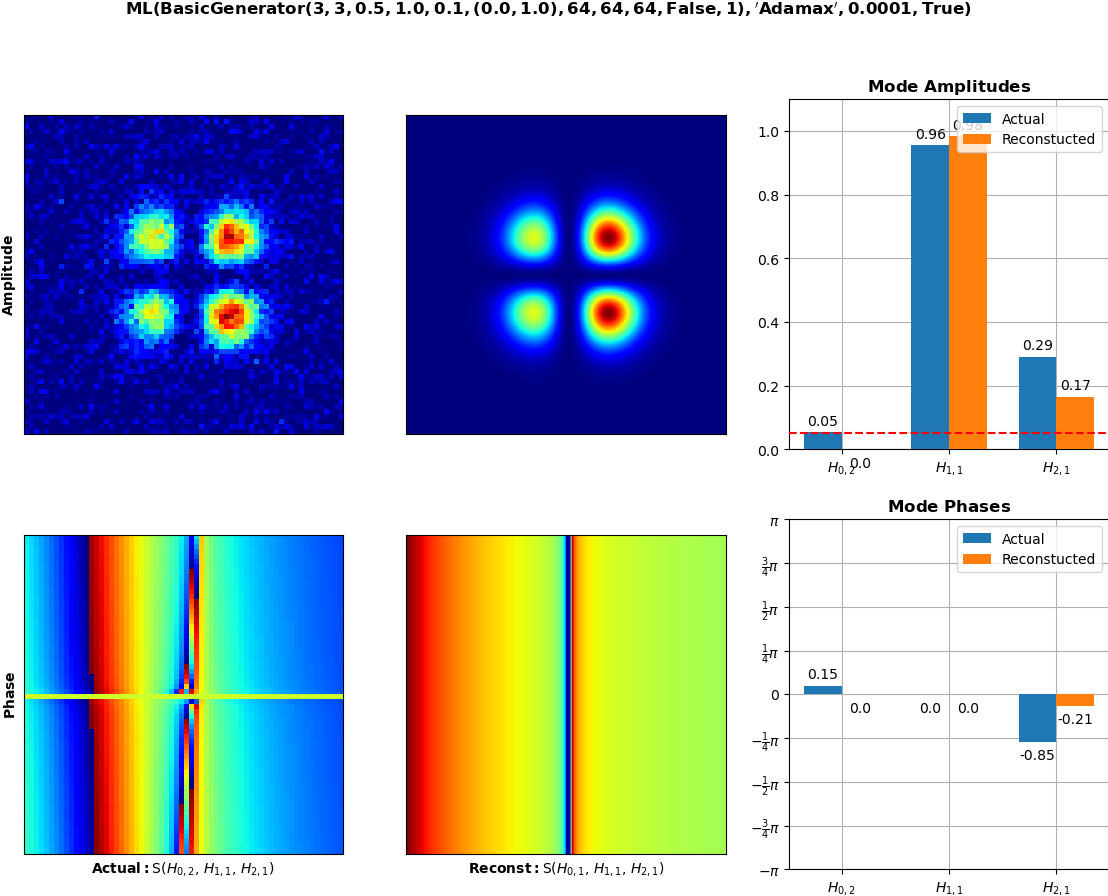 ML(BasicGenerator(3, 3, 0.5, 1.0, 0.1, (0.0, 1.0), 64, 64, 64, False, 1), 'Adamax', 0.0001, True)
Amplitude
Mode Amplitudes
Actual
Reconstucted
1.0
0.8
0.6
0.4
0.2
0.0
0.05
0.0
0.96
0.98
0.29
0.17
H0,2
H1,1
H2,1
Phase
Actual: S(H0,2, H1,1, H2,1)
Reconst: S(H0,1, H1,1, H2,1)
Mode Phases
Actual
Reconstucted
π
3/4π
1/2π
1/4π
0
−1/4π
−1/2π
−3/4π
−π
0.15
0.0
0.0
0.0
-0.85
-0.21
H0,2
H1,1
H2,1